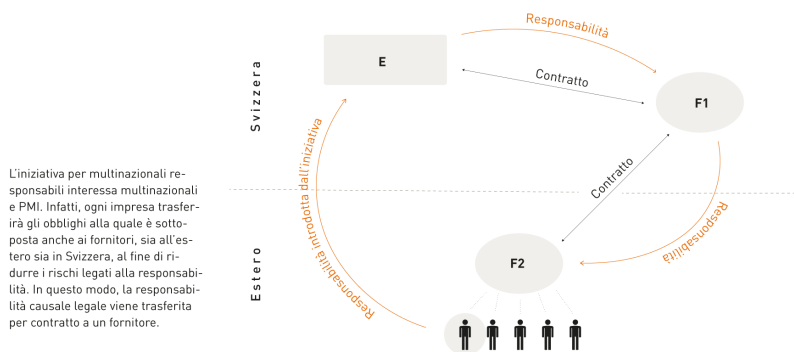 Responsabilità
E
Contratto
F1
Svizzera
L'iniziativa per multinazionali re-
sponsabili interessa multinazionali
e PMI. Infatti, ogni impresa trasfer-
irà gli obblighi alla quale è sotto-
posta anche ai fornitori, sia all'es-
tero sia in Svizzera, al fine di ri-
durre i rischi legati alla responsabi-
lità. In questo modo, la responsabi-
lità causale legale viene trasferita
per contratto a un fornitore.
Responsabilità introdotta dall'iniziativa
Contratto
Responsabilità
Estero
F2